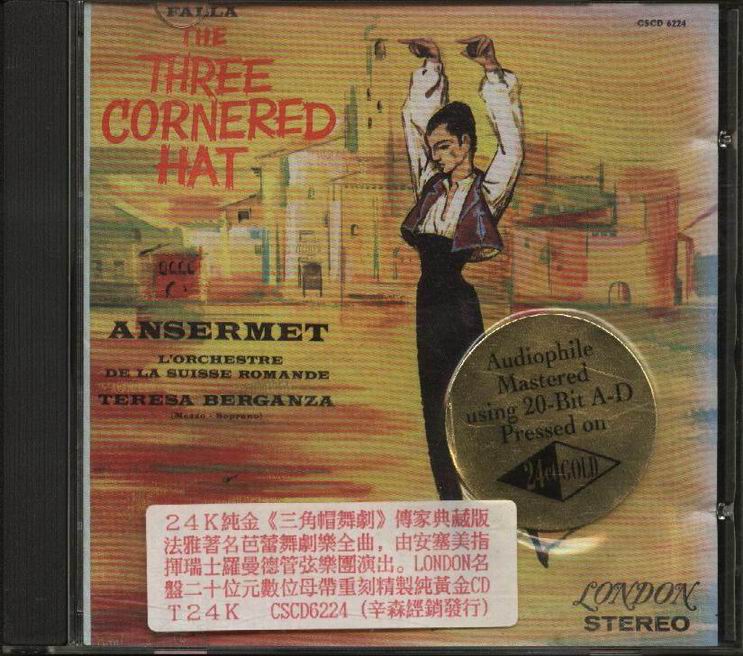 FALLA
CSCD 6224
THE
THREE
CORNERED
HAT
ANSERMET
L'ORCHESTRE
DE LA SUISSE ROMANDE
TERESA BERGANZA
(Mezzo - Soprano)
Audiophile
Mastered
using 20-Bit A-D
Pressed on
24kt GOLD
24K純金《三角帽舞劇》傳家典藏版
法雅著名芭蕾舞劇樂全曲，由安塞美指
揮瑞士羅曼德管弦樂團演出。LONDON名
盤二十位元數位母帶重刻精製純黃金CD
T24K CSCD6224 (辛森經銷發行)
LONDON
STEREO